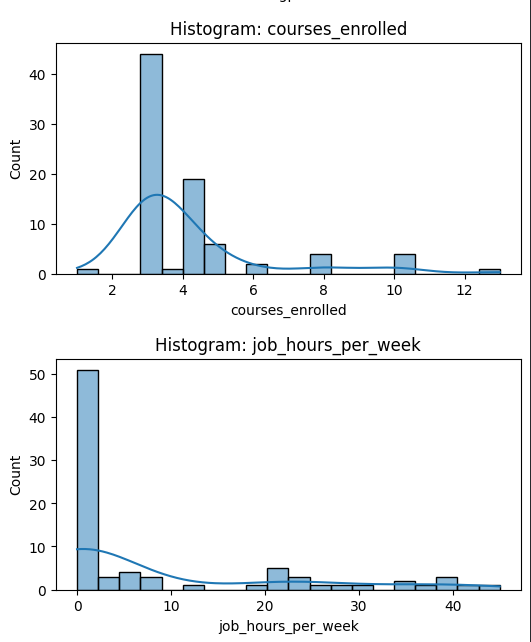 Histogram: courses_enrolled
Count
40
30
20
10
0
2 4 6 8 10 12
courses_enrolled
Histogram: job_hours_per_week
Count
50
40
30
20
10
0
0 10 20 30 40
job_hours_per_week